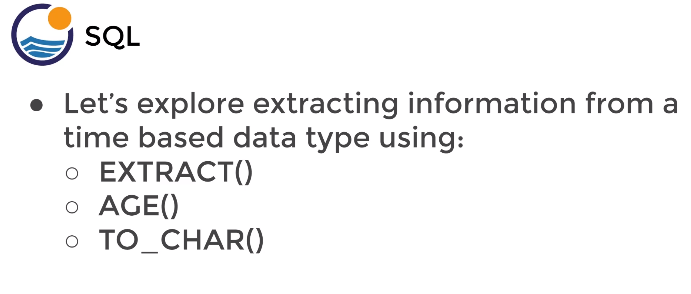 SQL
● Let’s explore extracting information from a
time based data type using:
○ EXTRACT()
○ AGE()
○ TO_CHAR()